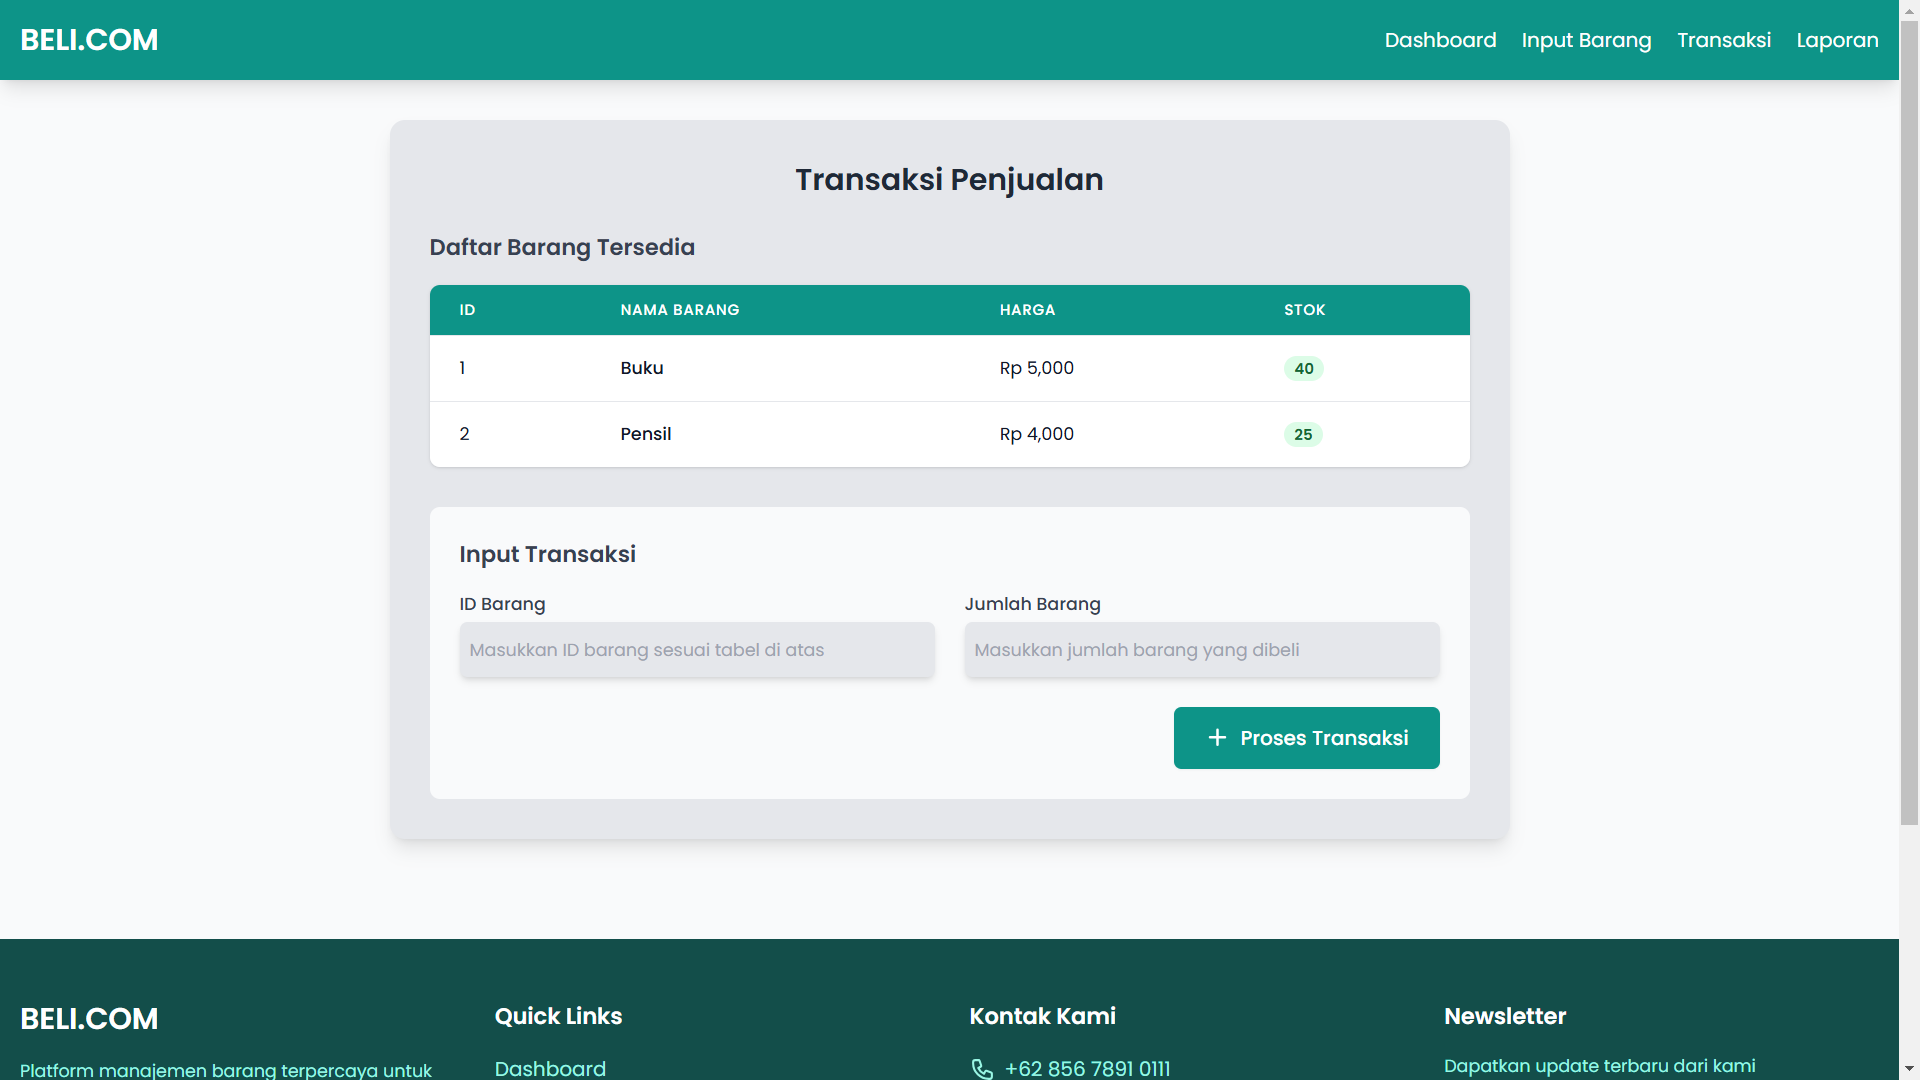 BELI.COM
Dashboard Input Barang Transaksi Laporan
Transaksi Penjualan
Daftar Barang Tersedia
ID NAMA BARANG HARGA STOK
1 Buku Rp 5,000 40
2 Pensil Rp 4,000 25
Input Transaksi
ID Barang Jumlah Barang
Masukkan ID barang sesuai tabel di atas Masukkan jumlah barang yang dibeli
+ Proses Transaksi
BELI.COM Quick Links Kontak Kami Newsletter
Platform manajemen barang terpercaya untuk Dashboard +62 856 7891 0111 Dapatkan update terbaru dari kami